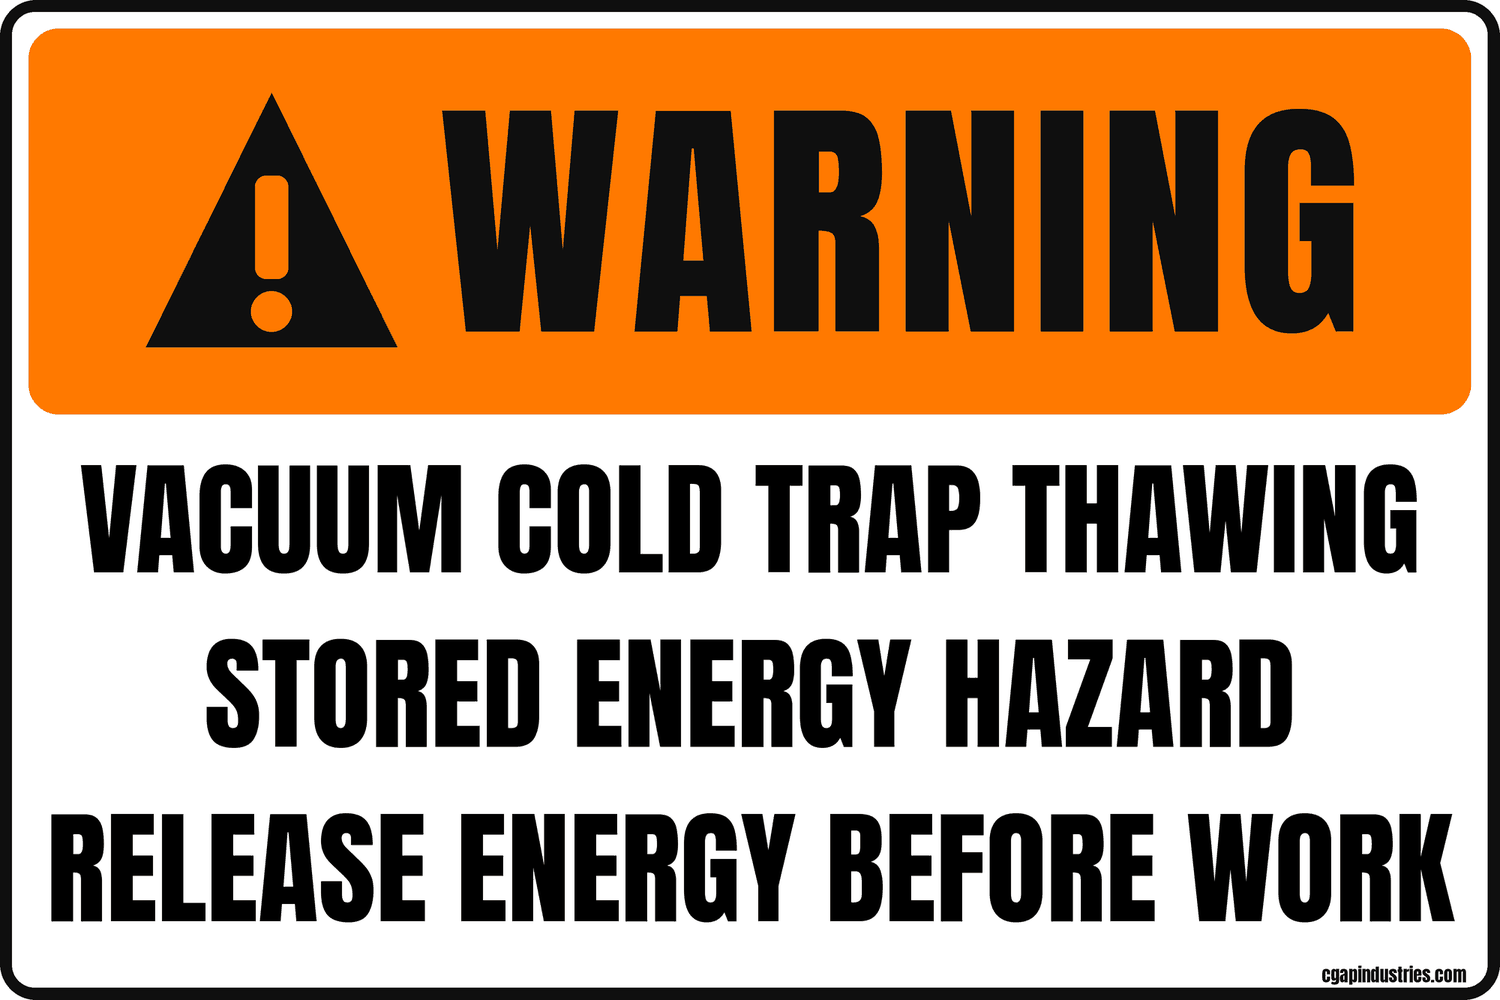 WARNING
VACUUM COLD TRAP THAWING
STORED ENERGY HAZARD
RELEASE ENERGY BEFORE WORK
cgapindustries.com